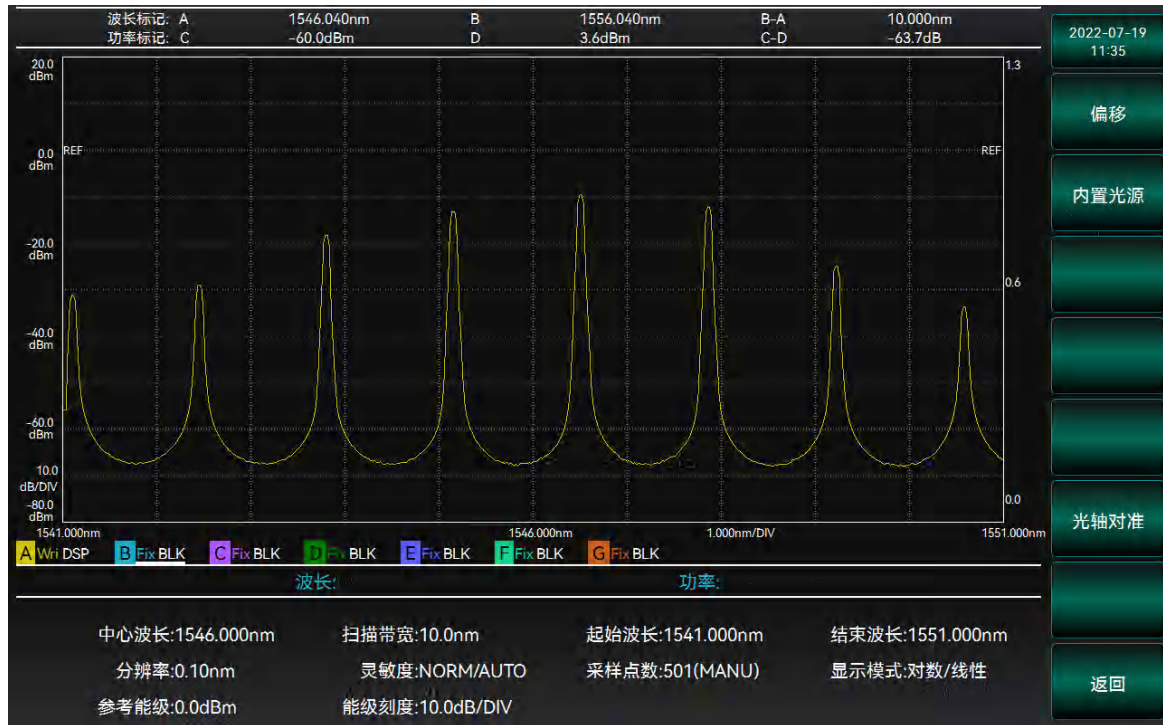 波长标记: A 1546.040nm B 1556.040nm B-A 10.000nm
功率标记: C -60.0dBm D 3.6dBm C-D -63.7dB
2022-07-19
11:35
偏移
内置光源
光轴对准
返回
20.0
dBm
1.3
REF
REF
0.0
dBm
-20.0
dBm
0.6
-40.0
dBm
-60.0
dBm
10.0
dB/DIV
0.0
-80.0
dBm
1541.000nm 1546.000nm 1.000nm/DIV 1551.000nm
A Wri DSP B Fix BLK C Fix BLK D Fix BLK E Fix BLK F Fix BLK G Fix BLK
波长: 功率:
中心波长:1546.000nm 扫描带宽:10.0nm 起始波长:1541.000nm 结束波长:1551.000nm
分辨率:0.10nm 灵敏度:NORM/AUTO 采样点数:501(MANU) 显示模式:对数/线性
参考能级:0.0dBm 能级刻度:10.0dB/DIV